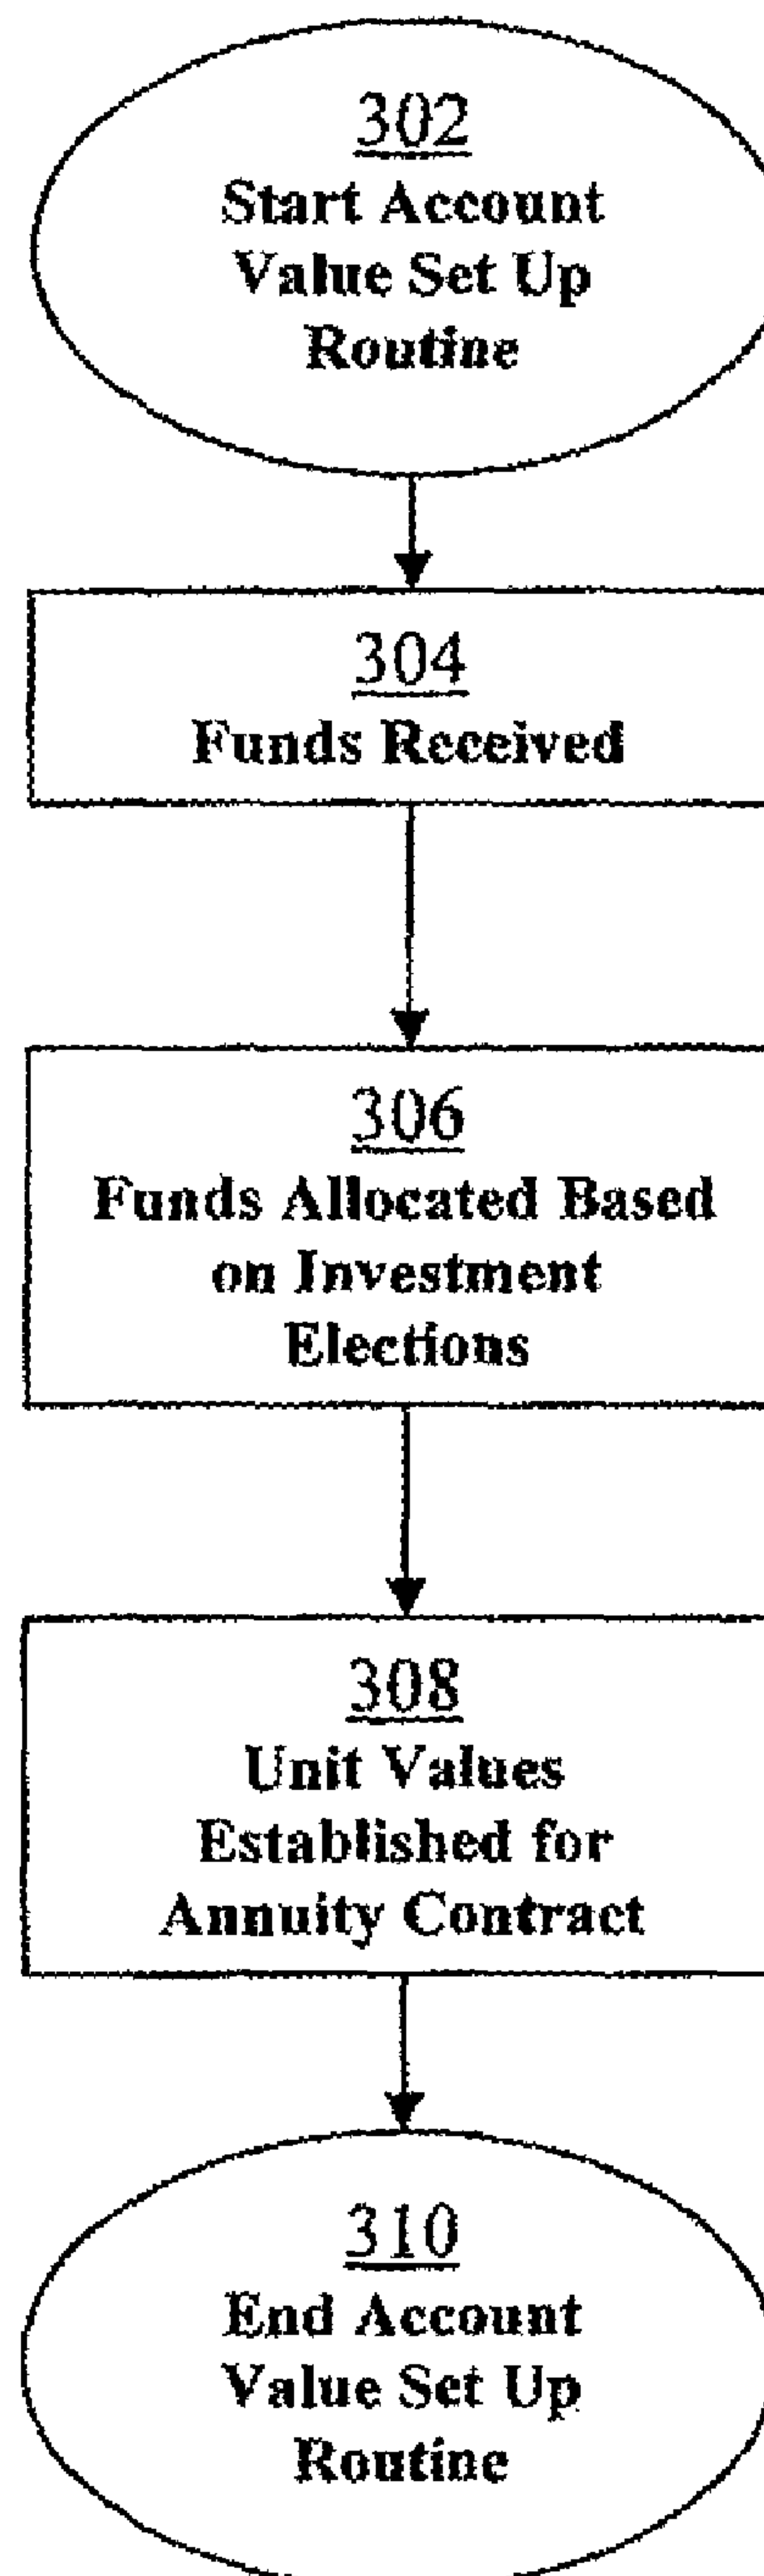 302
Start Account
Value Set Up
Routine
304
Funds Received
306
Funds Allocated Based
on Investment
Elections
308
Unit Values
Established for
Annuity Contract
310
End Account
Value Set Up
Routine